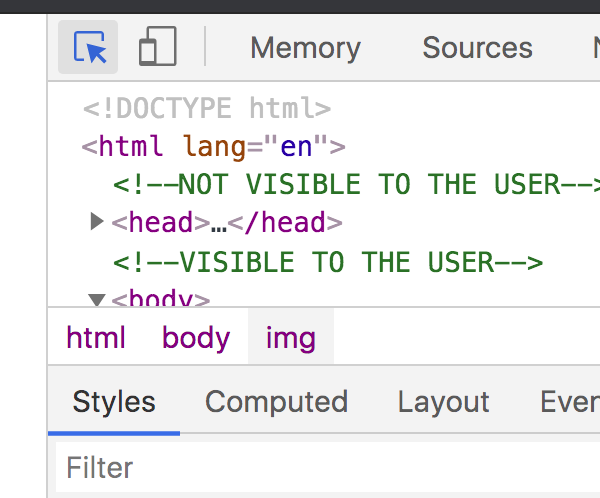 Memory Sources
<!DOCTYPE html>
<html lang="en">
<!--NOT VISIBLE TO THE USER-->
<head>…</head>
<!--VISIBLE TO THE USER-->
<body>
html body img
Styles Computed Layout Even
Filter